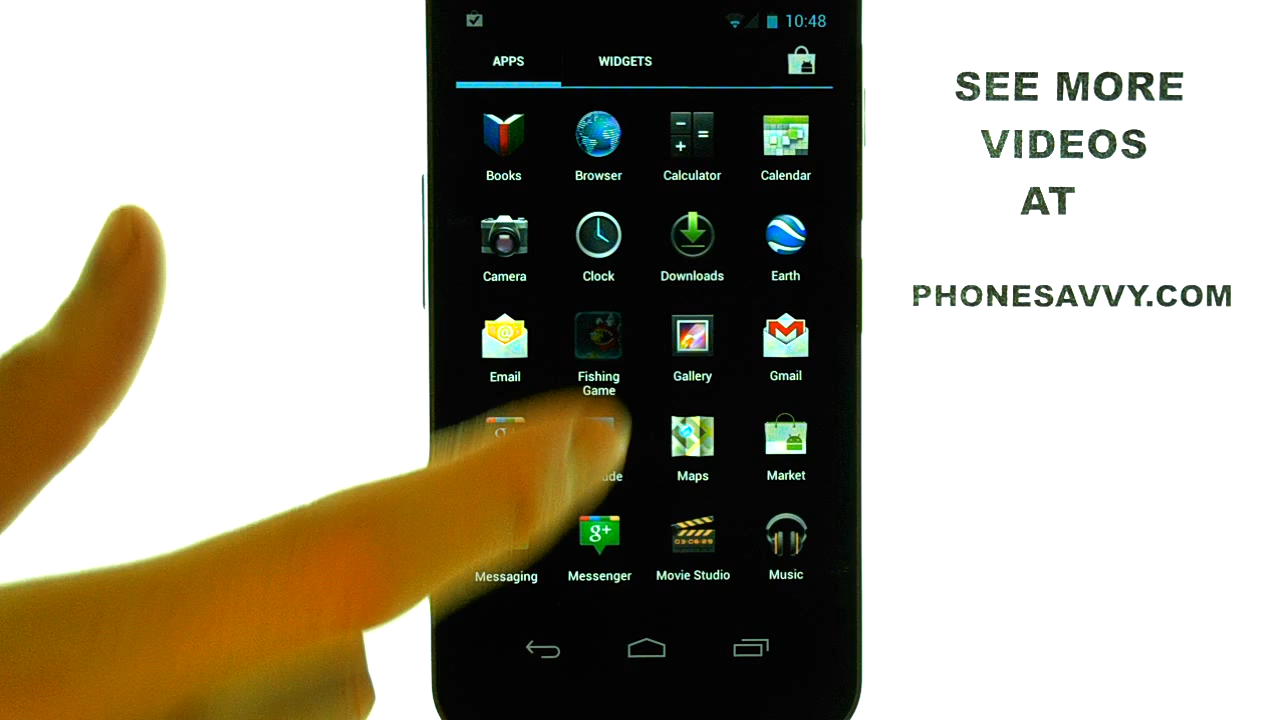 10:48
APPS WIDGETS
SEE MORE
VIDEOS
AT
PHONESAVVY.COM
Books Browser Calculator Calendar
Camera Clock Downloads Earth
Email Fishing Game Gallery Gmail
g+ Maps Market
g+
Messaging Messenger Movie Studio Music